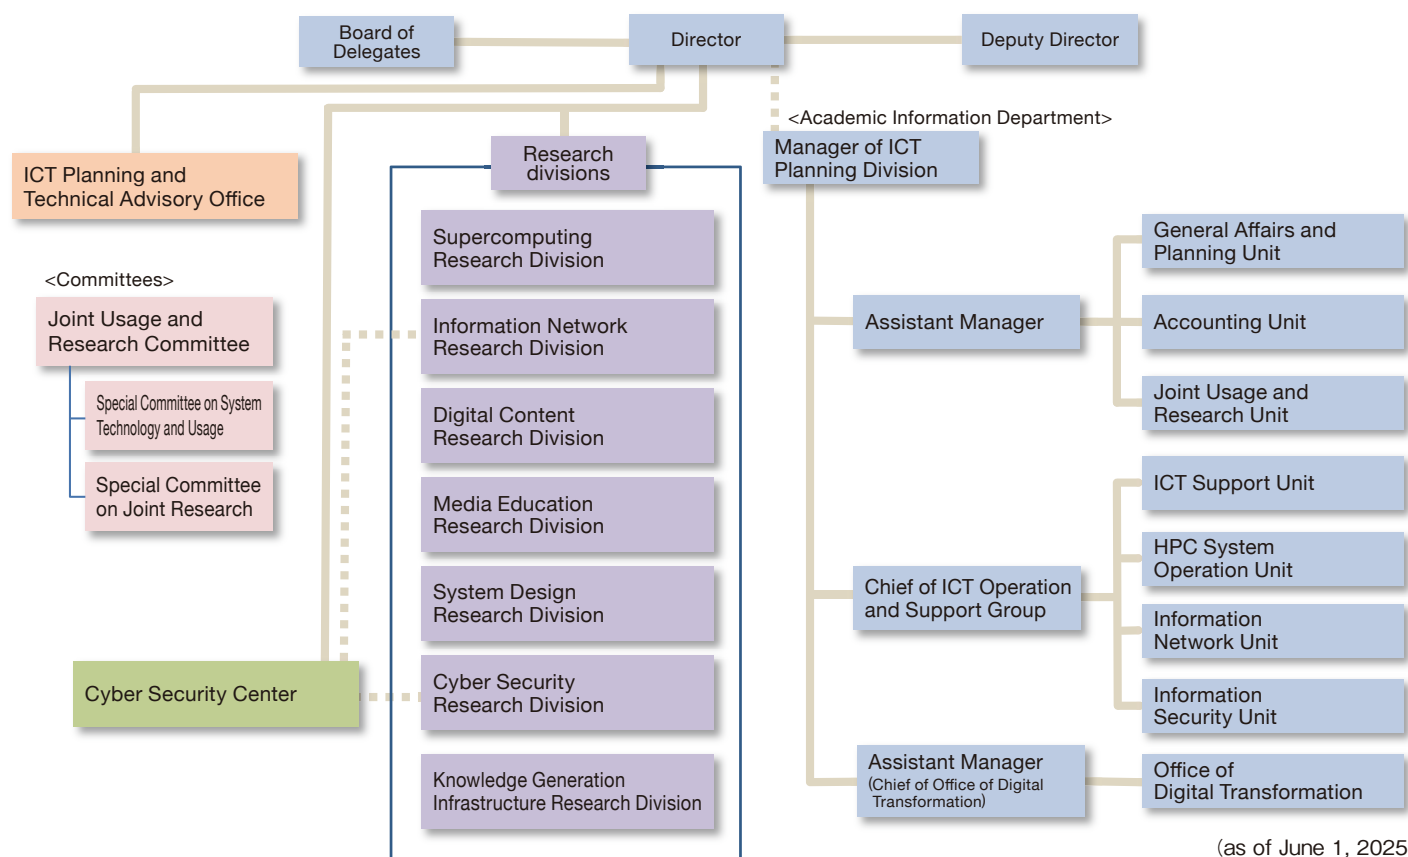 Board of
Delegates
Director
Deputy Director
<Academic Information Department>
Manager of ICT
Planning Division
Research
divisions
ICT Planning and
Technical Advisory Office
<Committees>
Joint Usage and
Research Committee
Special Committee on System
Technology and Usage
Special Committee
on Joint Research
Cyber Security Center
Supercomputing
Research Division
Information Network
Research Division
Digital Content
Research Division
Media Education
Research Division
System Design
Research Division
Cyber Security
Research Division
Knowledge Generation
Infrastructure Research Division
Assistant Manager
General Affairs and
Planning Unit
Accounting Unit
Joint Usage and
Research Unit
Chief of ICT Operation
and Support Group
ICT Support Unit
HPC System
Operation Unit
Information
Network Unit
Information
Security Unit
Assistant Manager
(Chief of Office of Digital
Transformation)
Office of
Digital Transformation
(as of June 1, 2025